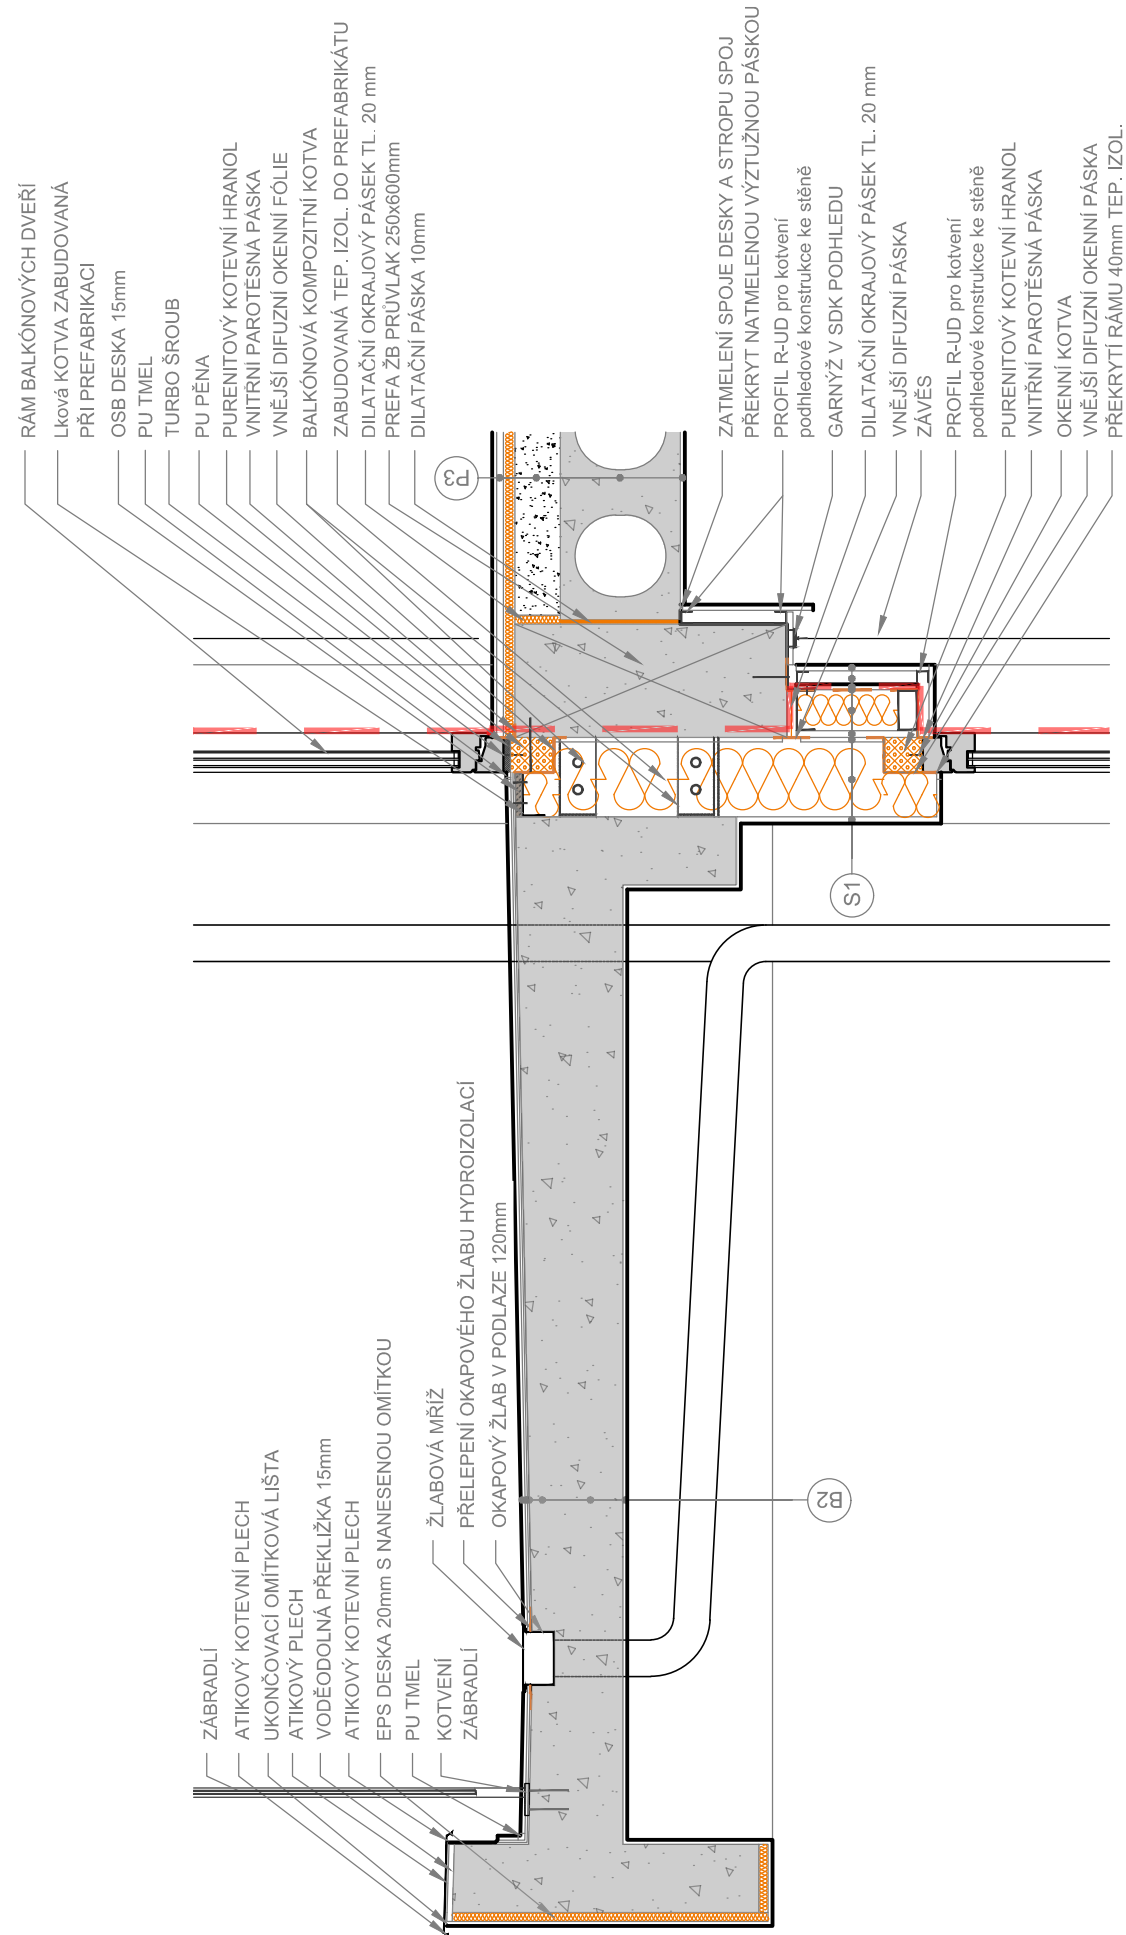 RÁM BALKÓNOVÝCH DVEŘÍ
Lková KOTVA ZABUDOVANÁ
PŘI PREFABRIKACI
OSB DESKA 15mm
PU TMEL
TURBO ŠROUB
PU PĚNA
PURENITOVÝ KOTEVNÍ HRANOL
VNITŘNÍ PAROTĚSNÁ PÁSKA
VNĚJŠÍ DIFUZNÍ OKENNÍ FÓLIE
BALKÓNOVÁ KOMPOZITNÍ KOTVA
ZABUDOVANÁ TEP. IZOL. DO PREFABRIKÁTU
DILATAČNÍ OKRAJOVÝ PÁSEK TL. 20 mm
PREFA ŽB PRŮVLAK 250x600mm
DILATAČNÍ PÁSKA 10mm
P3
ZATMELENÍ SPOJE DESKY A STROPU SPOJ
PŘEKRYT NATMELENOU VÝZTUŽNOU PÁSKOU
PROFIL R-UD pro kotvení
podhledové konstrukce ke stěně
GARNÝŽ V SDK PODHLEDU
DILATAČNÍ OKRAJOVÝ PÁSEK TL. 20 mm
VNĚJŠÍ DIFUZNÍ PÁSKA
ZÁVĚS
PROFIL R-UD pro kotvení
podhledové konstrukce ke stěně
PURENITOVÝ KOTEVNÍ HRANOL
VNITŘNÍ PAROTĚSNÁ PÁSKA
OKENNÍ KOTVA
VNĚJŠÍ DIFUZNÍ OKENNÍ PÁSKA
PŘEKRYTÍ RÁMU 40mm TEP. IZOL.
S1
ZÁBRADLÍ
ATIKOVÝ KOTEVNÍ PLECH
UKONČOVACÍ OMÍTKOVÁ LIŠTA
ATIKOVÝ PLECH
VODĚODOLNÁ PŘEKLIŽKA 15mm
ATIKOVÝ KOTEVNÍ PLECH
EPS DESKA 20mm S NANESENOU OMÍTKOU
PU TMEL
KOTVENÍ
ZÁBRADLÍ
ŽLABOVÁ MŘÍŽ
PŘELEPENÍ OKAPOVÉHO ŽLABU HYDROIZOLACÍ
OKAPOVÝ ŽLAB V PODLAZE 120mm
B2